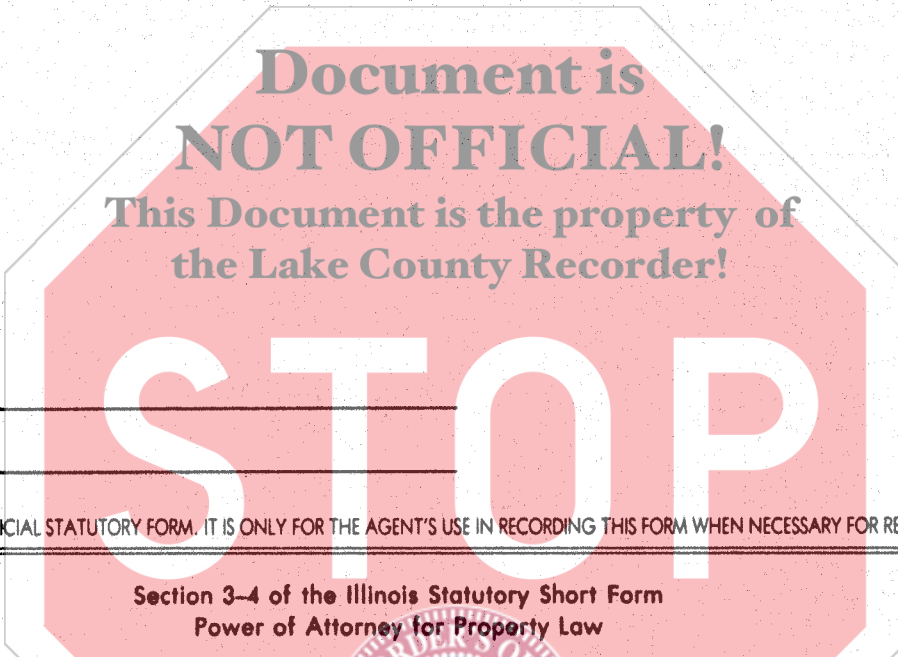 Document is
NOT OFFICIAL!
This Document is the property of
the Lake County Recorder!
STOP
STATUTORY FORM. IT IS ONLY FOR THE AGENT'S USE IN RECORDING THIS FORM WHEN NECESSARY FOR
Section 3-4 of the Illinois Statutory Short Form
Power of Attorney for Property Law